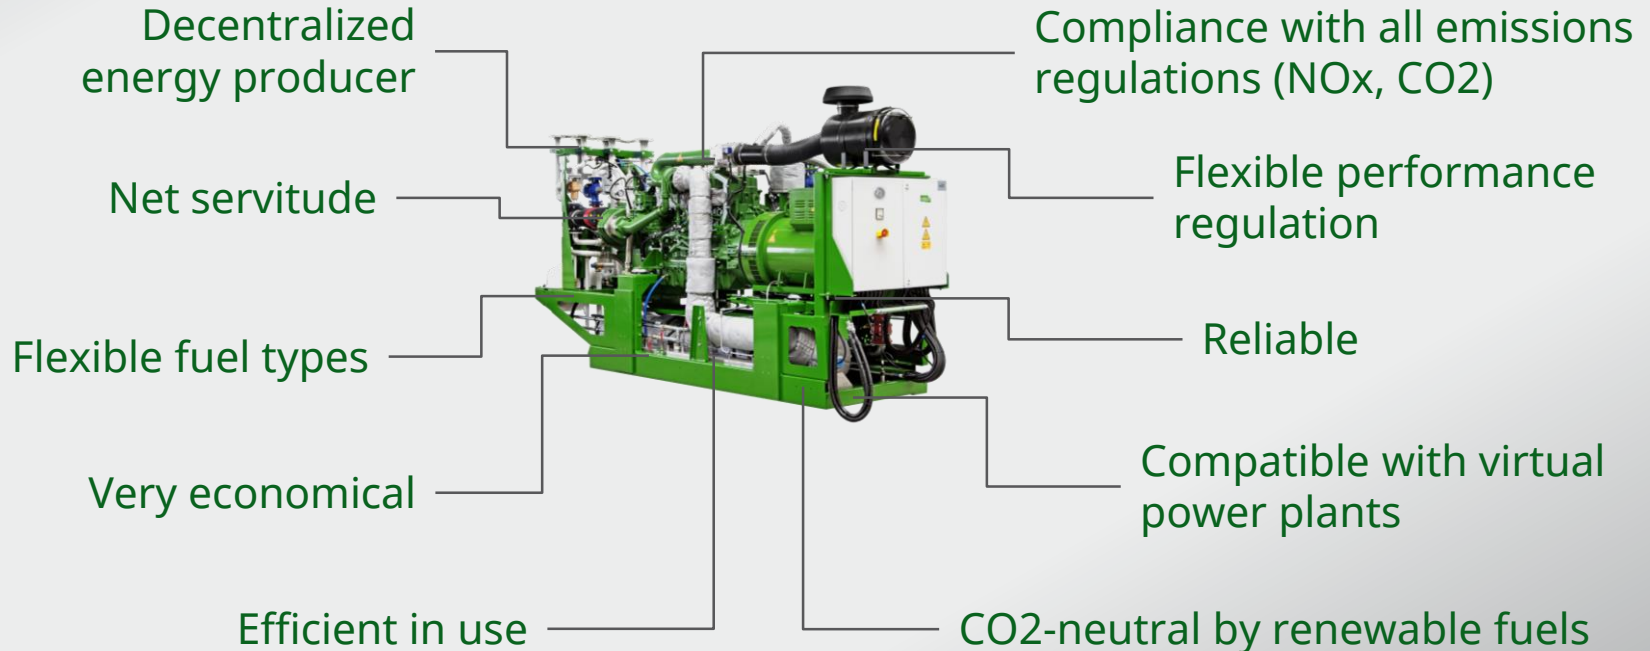 Decentralized
energy producer
Net servitude
Flexible fuel types
Very economical
Efficient in use
Compliance with all emissions
regulations (NOx, CO2)
Flexible performance
regulation
Reliable
Compatible with virtual
power plants
CO2-neutral by renewable fuels